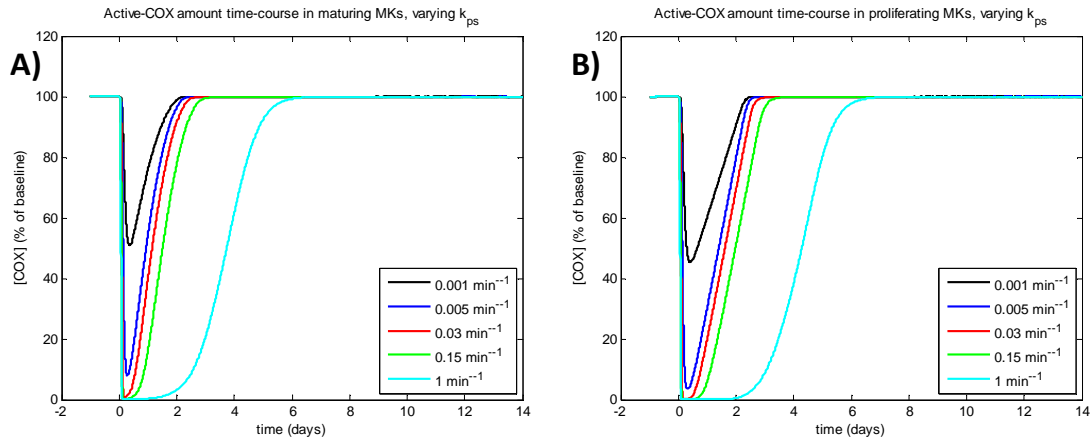 Active-COX amount time-course in maturing MKs, varying k_ps
A)
120
100
80
60
40
20
0
[COX] (% of baseline)
-2 0 2 4 6 8 10 12 14
time (days)
0.001 min⁻⁻¹
0.005 min⁻⁻¹
0.03 min⁻⁻¹
0.15 min⁻⁻¹
1 min⁻⁻¹
Active-COX amount time-course in proliferating MKs, varying k_ps
B)
120
100
80
60
40
20
0
[COX] (% of baseline)
-2 0 2 4 6 8 10 12 14
time (days)
0.001 min⁻⁻¹
0.005 min⁻⁻¹
0.03 min⁻⁻¹
0.15 min⁻⁻¹
1 min⁻⁻¹